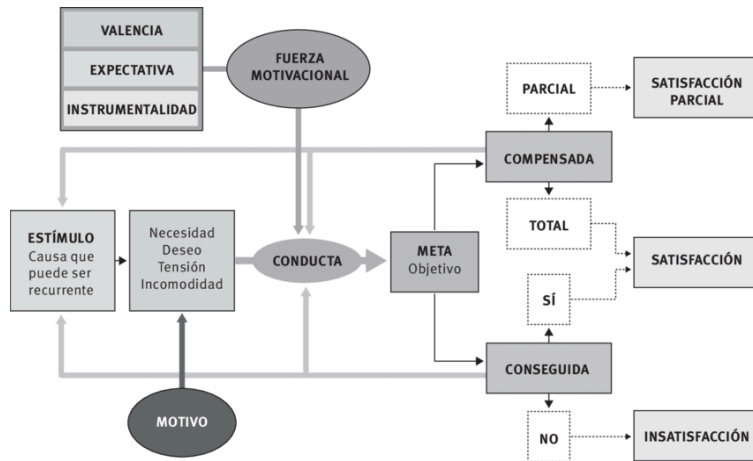 VALENCIA
EXPECTATIVA
INSTRUMENTALIDAD
FUERZA
MOTIVACIONAL
PARCIAL
SATISFACCIÓN
PARCIAL
COMPENSADA
ESTÍMULO
Causa que
puede ser
recurrente
Necesidad
Deseo
Tensión
Incomodidad
CONDUCTA
META
Objetivo
TOTAL
SATISFACCIÓN
SÍ
CONSEGUIDA
MOTIVO
NO
INSATISFACCIÓN